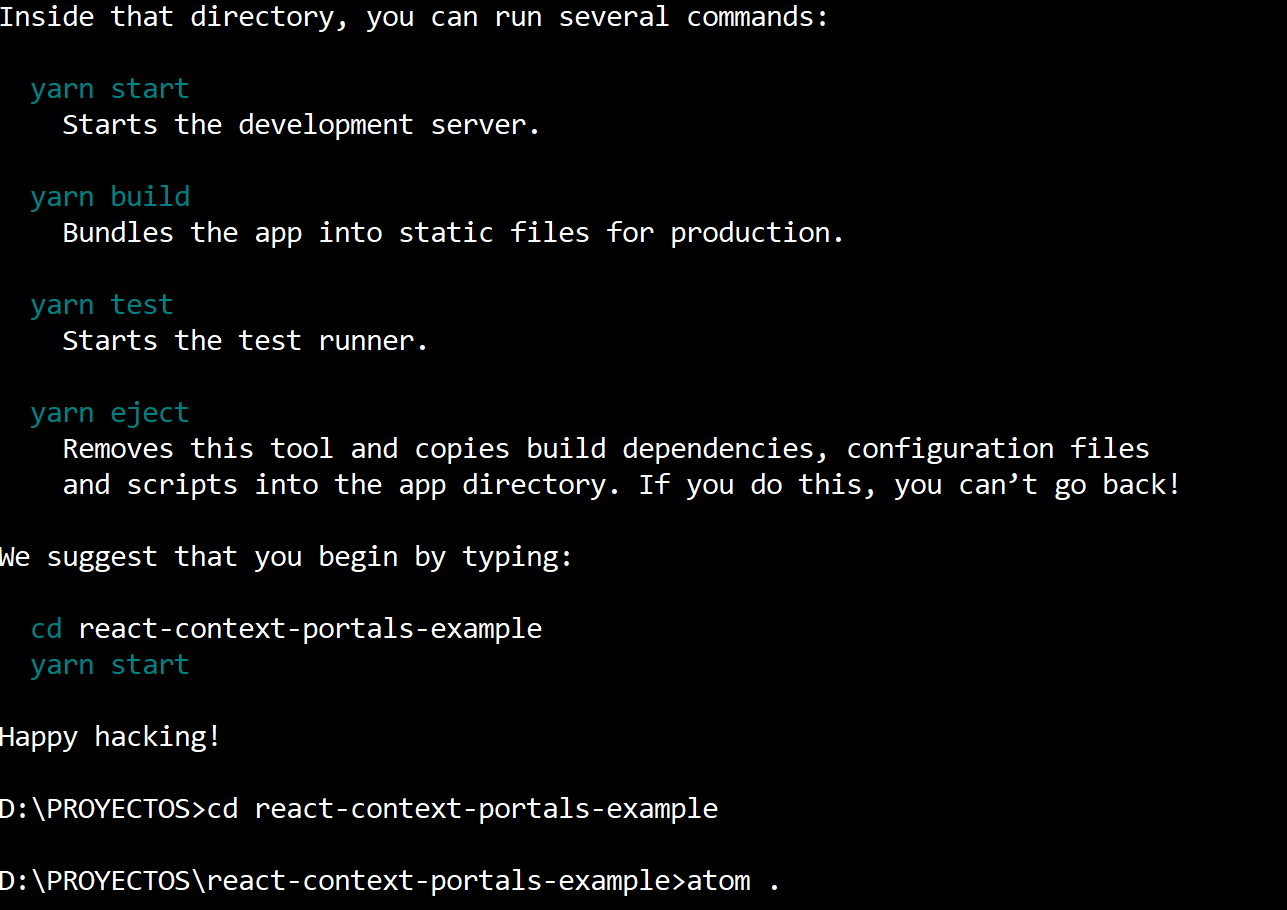 Inside that directory, you can run several commands:
yarn start
Starts the development server.
yarn build
Bundles the app into static files for production.
yarn test
Starts the test runner.
yarn eject
Removes this tool and copies build dependencies, configuration files
and scripts into the app directory. If you do this, you can’t go back!
We suggest that you begin by typing:
cd react-context-portals-example
yarn start
Happy hacking!
D:\PROYECTOS>cd react-context-portals-example
D:\PROYECTOS\react-context-portals-example>atom .